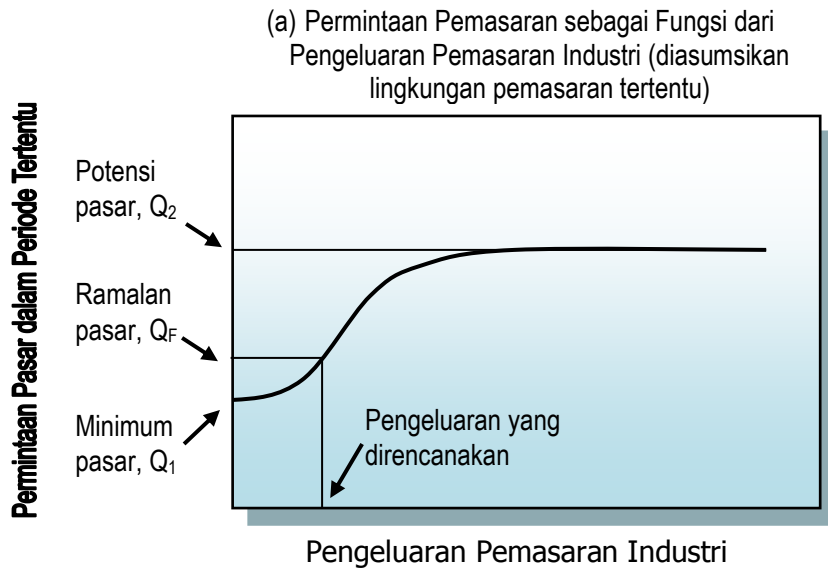 (a) Permintaan Pemasaran sebagai Fungsi dari
Pengeluaran Pemasaran Industri (diasumsikan
lingkungan pemasaran tertentu)
Permintaan Pasar dalam Periode Tertentu
Potensi
pasar, Q₂
Ramalan
pasar, Q_F
Minimum
pasar, Q₁
Pengeluaran yang
direncanakan
Pengeluaran Pemasaran Industri